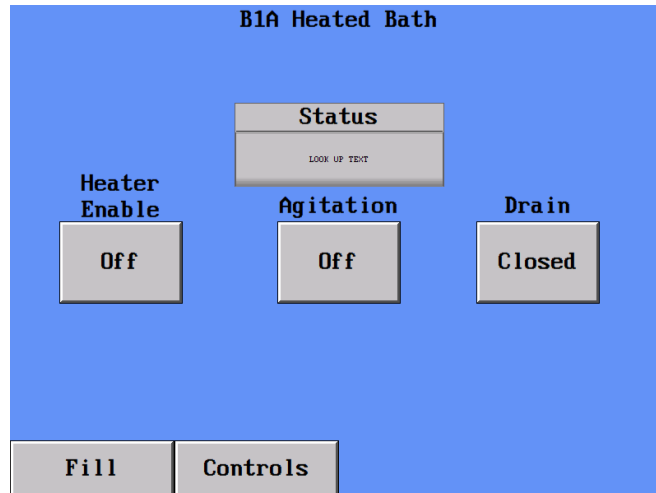 B1A Heated Bath
Status
LOOK UP TEXT
Heater
Enable
Agitation
Drain
Off
Off
Closed
Fill
Controls